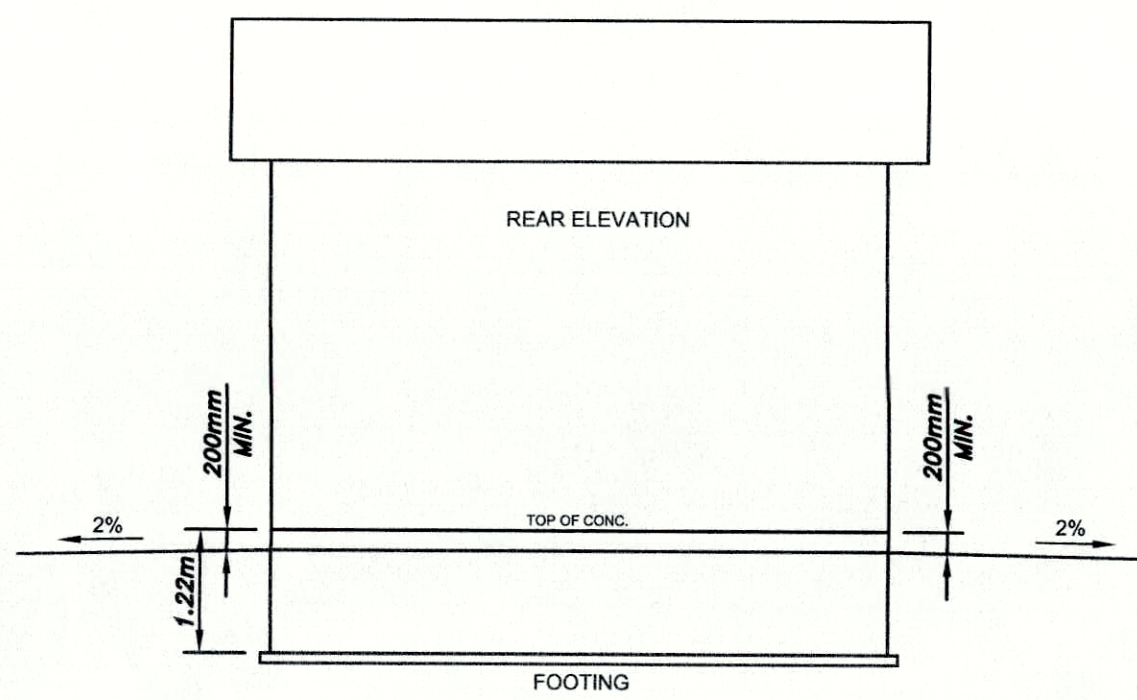 REAR ELEVATION
200mm
MIN.
200mm
MIN.
TOP OF CONC.
2%
2%
1.22m
FOOTING